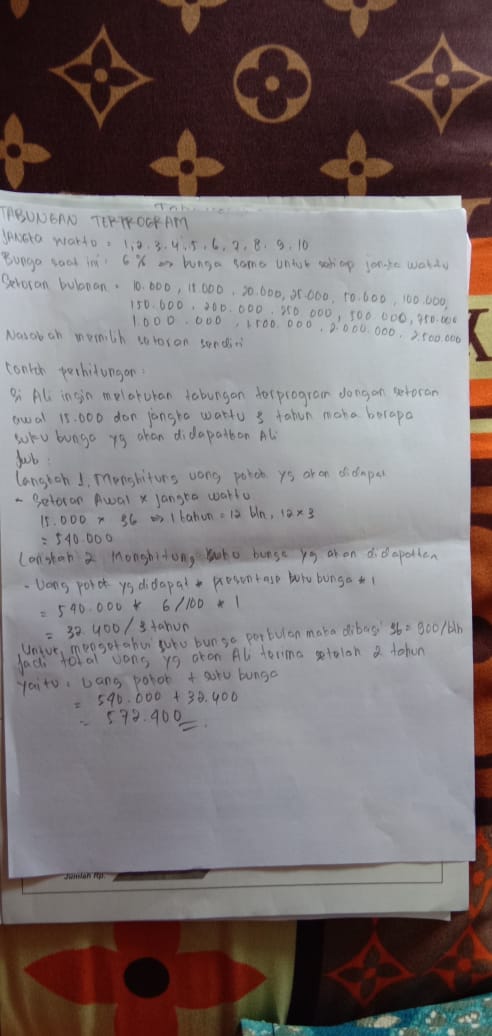 TABUNGAN TERPROGRAM
Jangka waktu = 1, 2, 3, 4, 5, 6, 7, 8, 9, 10
Bunga saat ini : 6% => bunga sama untuk setiap jangka waktu
Setoran bulanan = 10.000, 15.000, 20.000, 25.000, 50.000, 100.000,
150.000, 200.000, 250.000, 500.000, 750.000
1.000.000, 1.500.000, 2.000.000, 2.500.000
Nasabah memilih setoran sendiri
Contoh perhitungan :
Si Ali ingin melakukan tabungan terprogram dengan setoran
awal 15.000 dan jangka waktu 3 tahun maka berapa
suku bunga yg akan didapatkan Ali
Jwb :
Langkah 1, Menghitung uang pokok yg akan didapat
- Setoran Awal x jangka waktu
15.000 x 36 => 1 tahun = 12 bln, 12 x 3
= 540.000
Langkah 2 Menghitung suku bunga yg akan didapatkan
- Uang pokok yg didapat * presentase suku bunga * 1
= 540.000 * 6/100 * 1
= 32.400/3 tahun
Untuk mengetahui suku bunga perbulan maka dibagi 36 = 900/bln
Jadi total uang yg akan Ali terima setelah 2 tahun
yaitu : Uang pokok + suku bunga
= 540.000 + 32.400
= 572.400
Jumlah Rp.